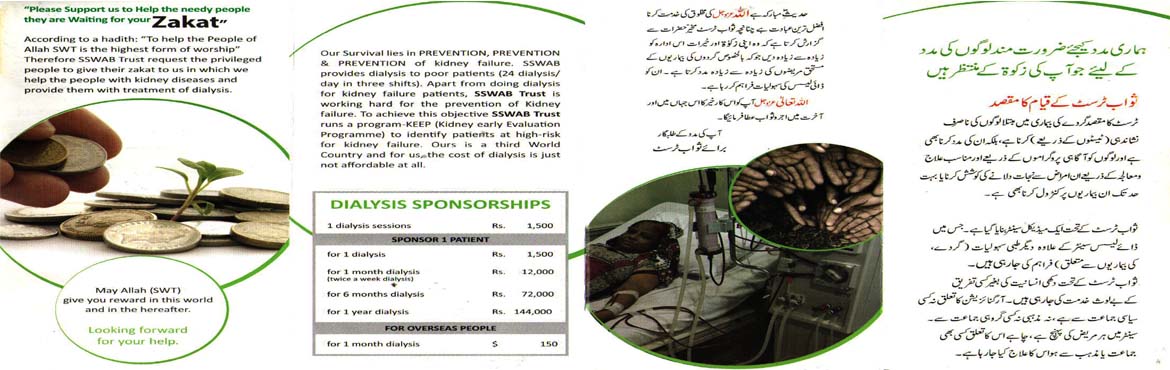 "Please Support us to Help the needy people
they are Waiting for your Zakat"
According to a hadith: "To help the People of
Allah SWT is the highest form of worship"
Therefore SSWAB Trust request the privileged
people to give their zakat to us in which we
help the people with kidney diseases and
provide them with treatment of dialysis.
May Allah (SWT)
give you reward in this world
and in the hereafter.
Looking forward
for your help.
Our Survival lies in PREVENTION, PREVENTION
& PREVENTION of kidney failure. SSWAB
provides dialysis to poor patients (24 dialysis/
day in three shifts). Apart from doing dialysis
for kidney failure patients, SSWAB Trust is
working hard for the prevention of Kidney
failure. To achieve this objective SSWAB Trust
runs a program-KEEP (Kidney early Evaluation
Programme) to identify patients at high-risk
for kidney failure. Ours is a third World
Country and for us the cost of dialysis is just
not affordable at all.
DIALYSIS SPONSORSHIPS
1 dialysis sessions Rs. 1,500
SPONSOR 1 PATIENT
for 1 dialysis Rs. 1,500
for 1 month dialysis Rs. 12,000
(twice a week dialysis)
for 6 months dialysis Rs. 72,000
for 1 year dialysis Rs. 144,000
FOR OVERSEAS PEOPLE
for 1 month dialysis $ 150
حدیث مبارکہ ہے اللہ عزوجل کی مخلوق کی خدمت کرنا
افضل ترین عبادت ہے چنانچہ ثواب ٹرسٹ مخیر حضرات سے
گزارش کرتا ہے کہ وہ اپنی زکوٰۃ اور خیرات اس ادارہ کو
زیادہ سے زیادہ دیں جو کہ بالخصوص گردوں کی بیماریوں کے
مستحق مریضوں کی زیادہ سے زیادہ مدد کرتا ہے۔ ان کو
ڈائیلیسس کی سہولیات فراہم کر رہا ہے۔
اللہ تعالیٰ عزوجل آپ کو اس کار خیر کا اس جہاں میں اور
آخرت میں اجر و ثواب عطا فرمائیگا۔
آپ کی مدد کے طلبگار
برائے ثواب ٹرسٹ
ہماری مدد کیجئے ضرورت مند لوگوں کی مدد
کے لیئے جو آپ کی زکوٰۃ کے منتظر ہیں
ثواب ٹرسٹ کے قیام کا مقصد
ٹرسٹ کا مقصد گردے کی بیماری میں مبتلا لوگوں کی ناصف
نشاندہی (ٹیسٹوں کے ذریعے) کرنا ہے، بلکہ ان کی مدد کرنا بھی
ہے اور لوگوں کو آگاہی پروگراموں کے ذریعے اور مناسب علاج
و معالجہ کے ذریعے ان امراض سے نجات دلانے کی کوشش کرنا یا بہت
حد تک ان بیماریوں پر کنٹرول کرنا بھی ہے۔
ثواب ٹرسٹ کے تحت ایک میڈیکل سینٹر بنایا گیا ہے۔ جس میں
ڈائیلیسس سینٹر کے علاوہ دیگر طبی سہولیات (گردے،
کی بیماریوں سے متعلق) فراہم کی جارہی ہیں۔
ثواب ٹرسٹ کے تحت دکھی انسانیت کی بغیر کسی تفریق
کے بے لوث خدمت کی جارہی ہیں۔ آرگنائزیشن کا تعلق نہ کسی
سیاسی جماعت سے ہے، نہ مذہبی نہ کسی گروہی جماعت سے۔
سینٹر میں ہر مریض کی پہنچ ہے، چاہے اس کا تعلق کسی بھی
جماعت یا مذہب سے ہو اس کا علاج کیا جا رہا ہے۔